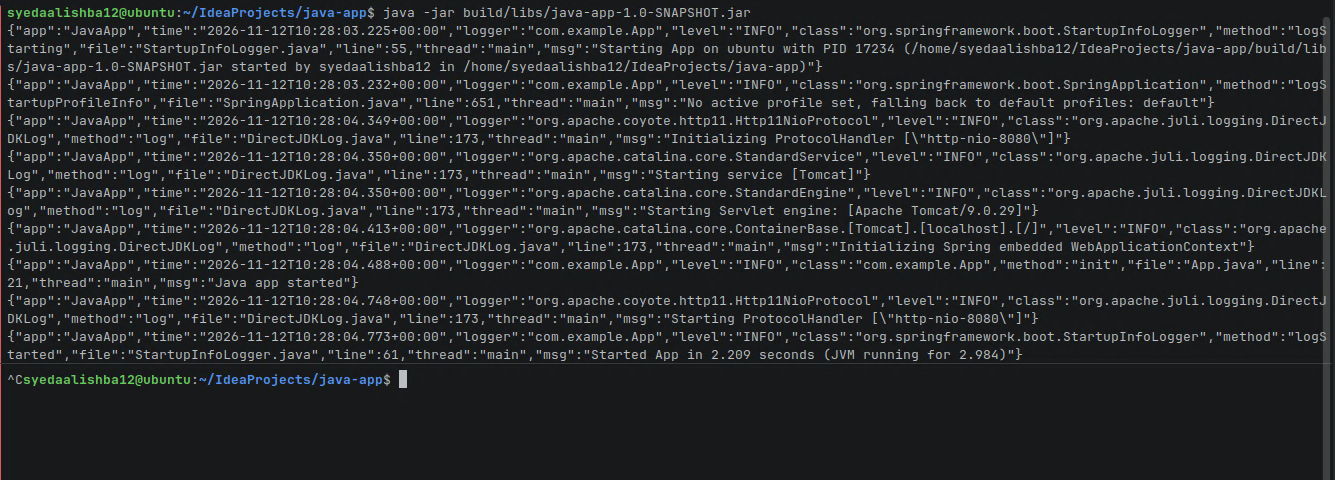 syedaalishba12@ubuntu:~/IdeaProjects/java-app$ java -jar build/libs/java-app-1.0-SNAPSHOT.jar
{"app":"JavaApp","time":"2026-11-12T10:28:03.225+00:00","logger":"com.example.App","level":"INFO","class":"org.springframework.boot.StartupInfoLogger","method":"logS
tarting","file":"StartupInfoLogger.java","line":55,"thread":"main","msg":"Starting App on ubuntu with PID 17234 (/home/syedaalishba12/IdeaProjects/java-app/build/lib
s/java-app-1.0-SNAPSHOT.jar started by syedaalishba12 in /home/syedaalishba12/IdeaProjects/java-app)"}
{"app":"JavaApp","time":"2026-11-12T10:28:03.232+00:00","logger":"com.example.App","level":"INFO","class":"org.springframework.boot.SpringApplication","method":"logS
tartupProfileInfo","file":"SpringApplication.java","line":651,"thread":"main","msg":"No active profile set, falling back to default profiles: default"}
{"app":"JavaApp","time":"2026-11-12T10:28:04.349+00:00","logger":"org.apache.coyote.http11.Http11NioProtocol","level":"INFO","class":"org.apache.juli.logging.DirectJ
DKLog","method":"log","file":"DirectJDKLog.java","line":173,"thread":"main","msg":"Initializing ProtocolHandler [\"http-nio-8080\"]"}
{"app":"JavaApp","time":"2026-11-12T10:28:04.350+00:00","logger":"org.apache.catalina.core.StandardService","level":"INFO","class":"org.apache.juli.logging.DirectJDK
Log","method":"log","file":"DirectJDKLog.java","line":173,"thread":"main","msg":"Starting service [Tomcat]"}
{"app":"JavaApp","time":"2026-11-12T10:28:04.350+00:00","logger":"org.apache.catalina.core.StandardEngine","level":"INFO","class":"org.apache.juli.logging.DirectJDKL
og","method":"log","file":"DirectJDKLog.java","line":173,"thread":"main","msg":"Starting Servlet engine: [Apache Tomcat/9.0.29]"}
{"app":"JavaApp","time":"2026-11-12T10:28:04.413+00:00","logger":"org.apache.catalina.core.ContainerBase.[Tomcat].[localhost].[/]","level":"INFO","class":"org.apache
.juli.logging.DirectJDKLog","method":"log","file":"DirectJDKLog.java","line":173,"thread":"main","msg":"Initializing Spring embedded WebApplicationContext"}
{"app":"JavaApp","time":"2026-11-12T10:28:04.488+00:00","logger":"com.example.App","level":"INFO","class":"com.example.App","method":"init","file":"App.java","line":
21,"thread":"main","msg":"Java app started"}
{"app":"JavaApp","time":"2026-11-12T10:28:04.748+00:00","logger":"org.apache.coyote.http11.Http11NioProtocol","level":"INFO","class":"org.apache.juli.logging.DirectJ
DKLog","method":"log","file":"DirectJDKLog.java","line":173,"thread":"main","msg":"Starting ProtocolHandler [\"http-nio-8080\"]"}
{"app":"JavaApp","time":"2026-11-12T10:28:04.773+00:00","logger":"com.example.App","level":"INFO","class":"org.springframework.boot.StartupInfoLogger","method":"logS
tarted","file":"StartupInfoLogger.java","line":61,"thread":"main","msg":"Started App in 2.209 seconds (JVM running for 2.984)"}
^Csyedaalishba12@ubuntu:~/IdeaProjects/java-app$